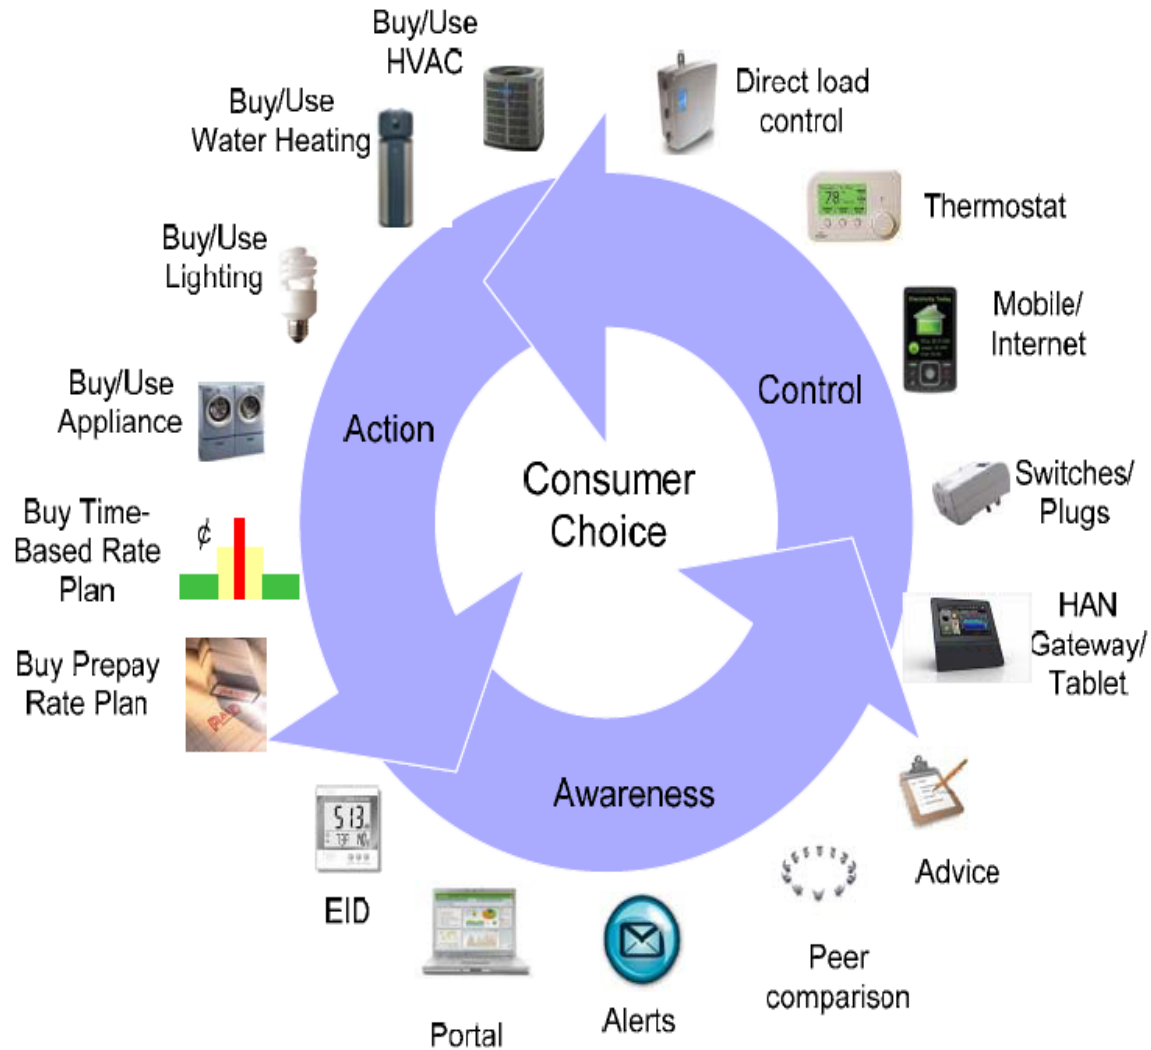 Buy/Use
HVAC
Direct load
control
Buy/Use
Water Heating
78
Thermostat
Buy/Use
Lighting
Mobile/
Internet
Buy/Use
Appliance
Control
Action
Consumer
Choice
Switches/
Plugs
Buy Time-
Based Rate
Plan
¢
HAN
Gateway/
Tablet
Buy Prepay
Rate Plan
Awareness
513
Advice
EID
Peer
comparison
Alerts
Portal